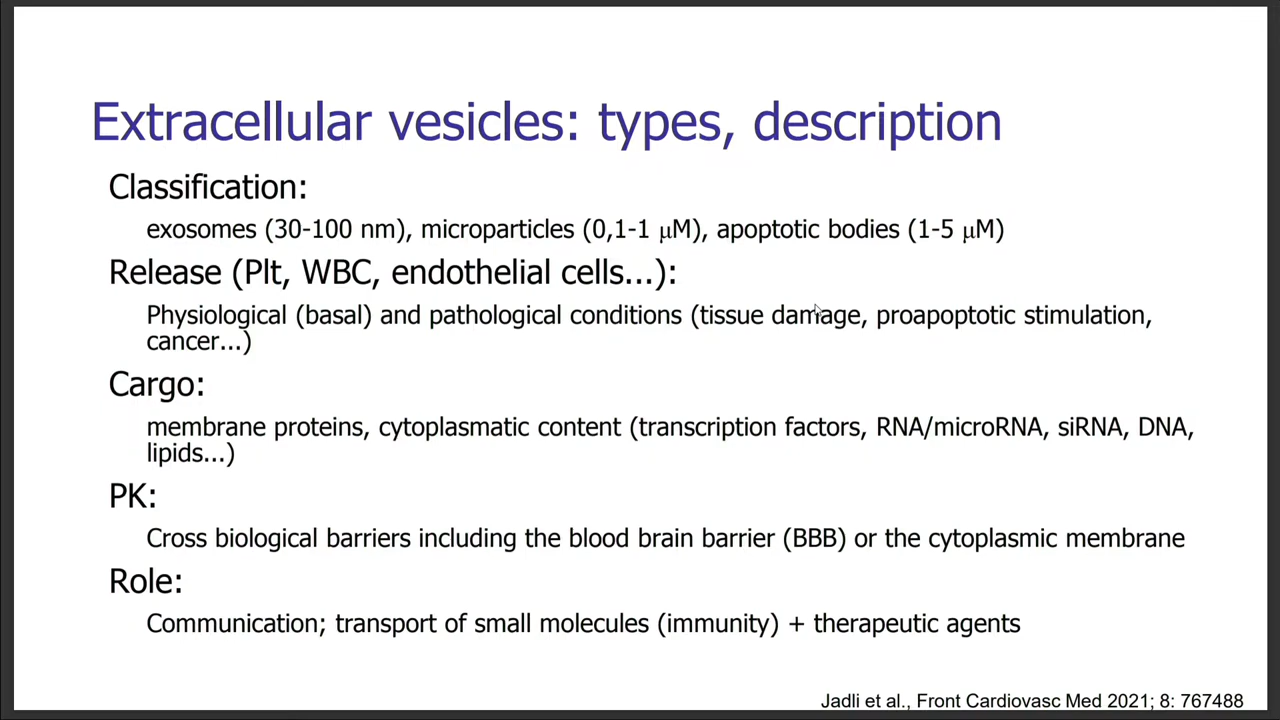 Extracellular vesicles: types, description
Classification:
exosomes (30-100 nm), microparticles (0,1-1 μM), apoptotic bodies (1-5 μM)
Release (Plt, WBC, endothelial cells...):
Physiological (basal) and pathological conditions (tissue damage, proapoptotic stimulation,
cancer...)
Cargo:
membrane proteins, cytoplasmatic content (transcription factors, RNA/microRNA, siRNA, DNA,
lipids...)
PK:
Cross biological barriers including the blood brain barrier (BBB) or the cytoplasmic membrane
Role:
Communication; transport of small molecules (immunity) + therapeutic agents
Jadli et al., Front Cardiovasc Med 2021; 8: 767488